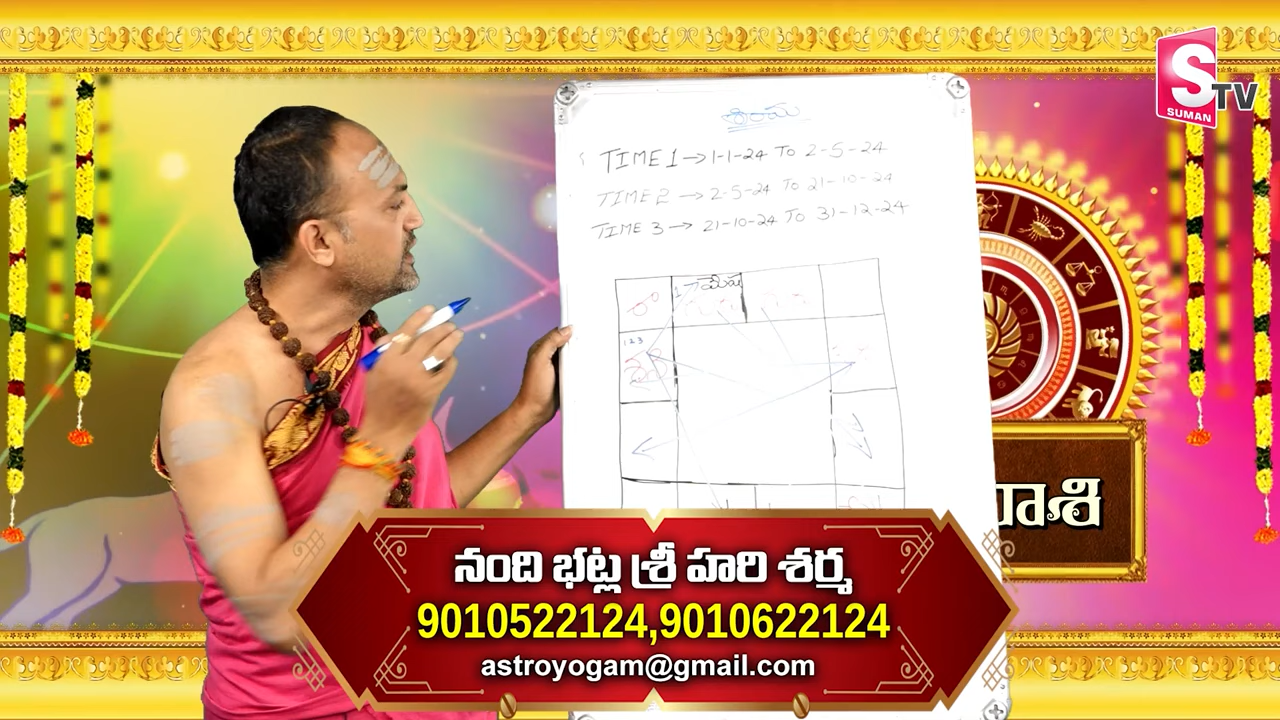 S TV
SUMAN
శ్రీరామ
TIME 1 → 1-1-24 To 2-5-24
TIME 2 → 2-5-24 To 21-10-24
TIME 3 → 21-10-24 To 31-12-24
123
రాశి
నంది భట్ల శ్రీ హరి శర్మ
9010522124,9010622124
astroyogam@gmail.com